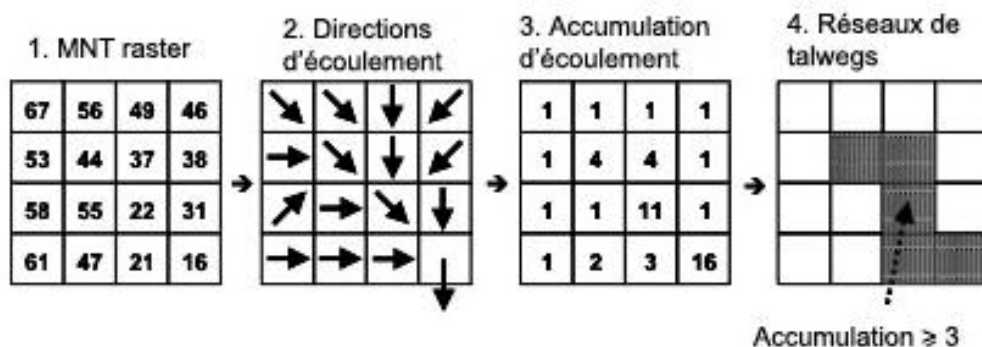 1. MNT raster
67 56 49 46
53 44 37 38
58 55 22 31
61 47 21 16
2. Directions
d'écoulement
3. Accumulation
d'écoulement
1 1 1 1
1 4 4 1
1 1 11 1
1 2 3 16
4. Réseaux de
talwegs
Accumulation ≥ 3